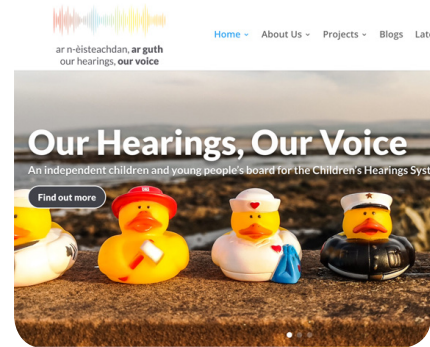 ar n-èisteachdan, ar guth
our hearings, our voice
Home
About Us
Projects
Blogs
Our Hearings, Our Voice
An independent children and young people's board for the Children's Hearings
Find out more